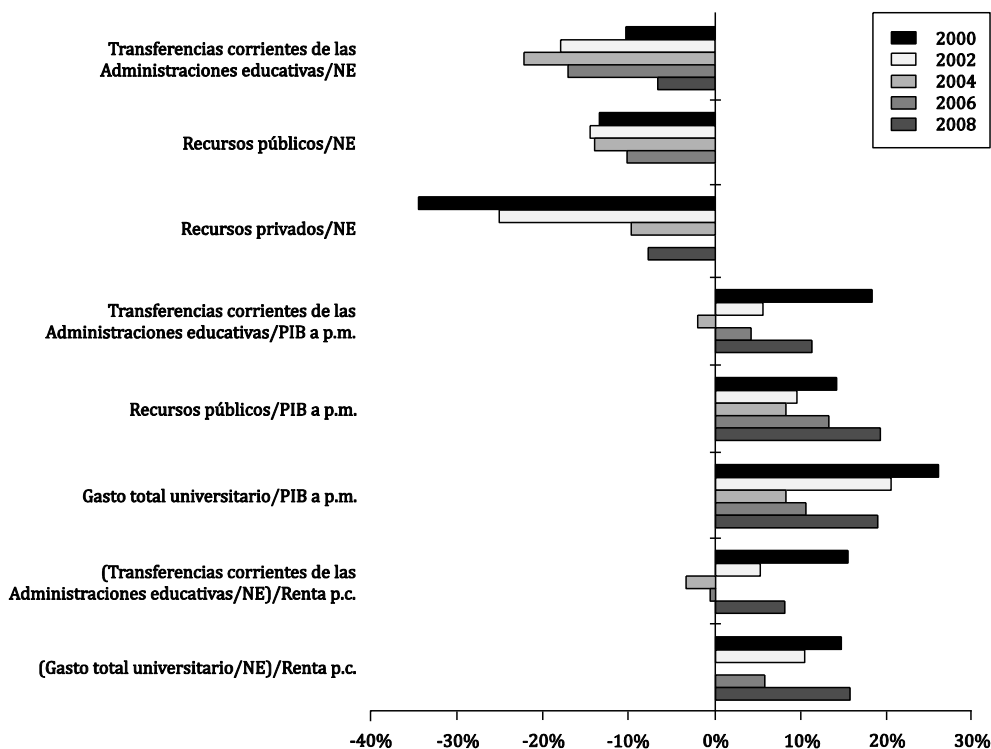 2000
2002
2004
2006
2008
Transferencias corrientes de las
Administraciones educativas/NE
Recursos públicos/NE
Recursos privados/NE
Transferencias corrientes de las
Administraciones educativas/PIB a p.m.
Recursos públicos/PIB a p.m.
Gasto total universitario/PIB a p.m.
(Transferencias corrientes de las
Administraciones educativas/NE)/Renta p.c.
(Gasto total universitario/NE)/Renta p.c.
-40% -30% -20% -10% 0% 10% 20% 30%